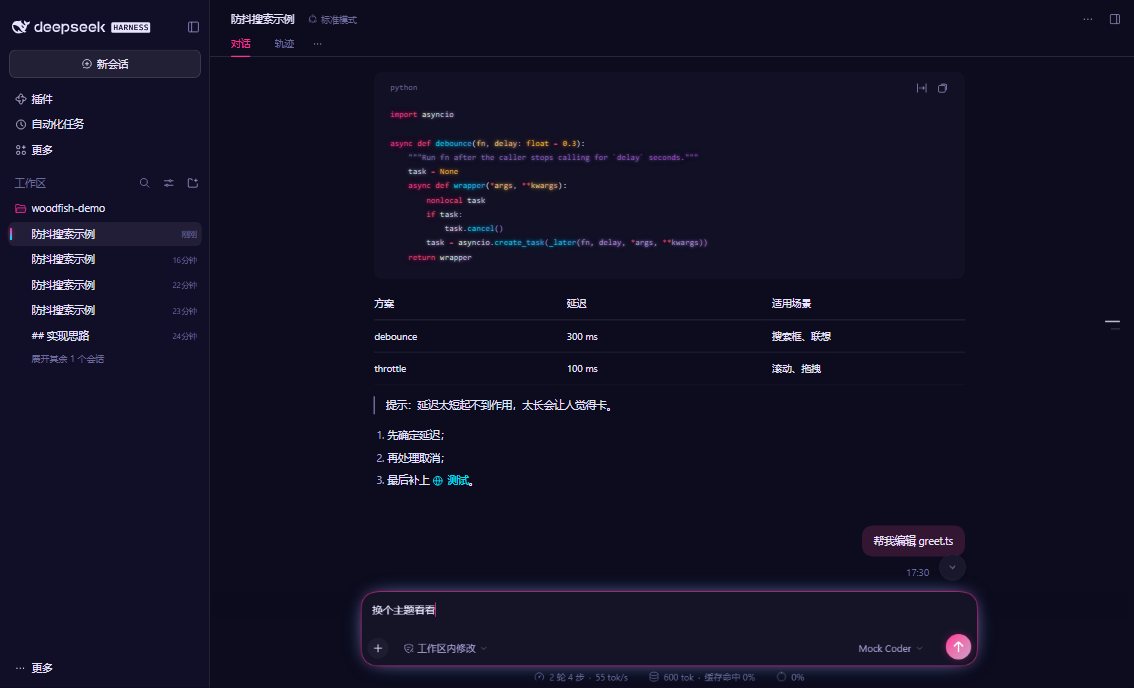 deepseek HARNESS
新会话
插件
自动化任务
更多
工作区
woodfish-demo
防抖搜索示例 刚刚
防抖搜索示例 16分钟
防抖搜索示例 22分钟
防抖搜索示例 23分钟
## 实现思路 24分钟
展开其余 1 个会话
··· 更多
防抖搜索示例 标准模式 ···
对话 轨迹 ···
python
import asyncio
async def debounce(fn, delay: float = 0.3):
"""Run fn after the caller stops calling for `delay` seconds."""
task = None
async def wrapper(*args, **kwargs):
nonlocal task
if task:
task.cancel()
task = asyncio.create_task(_later(fn, delay, *args, **kwargs))
return wrapper
方案 延迟 适用场景
debounce 300 ms 搜索框、联想
throttle 100 ms 滚动、拖拽
提示：延迟太短起不到作用，太长会让人觉得卡。
1. 先确定延迟；
2. 再处理取消；
3. 最后补上 测试。
帮我编辑 greet.ts
17:30
换个主题看看
+ 工作区内修改 Mock Coder
2 轮 4 步 · 55 tok/s 600 tok · 缓存命中 0% 0%